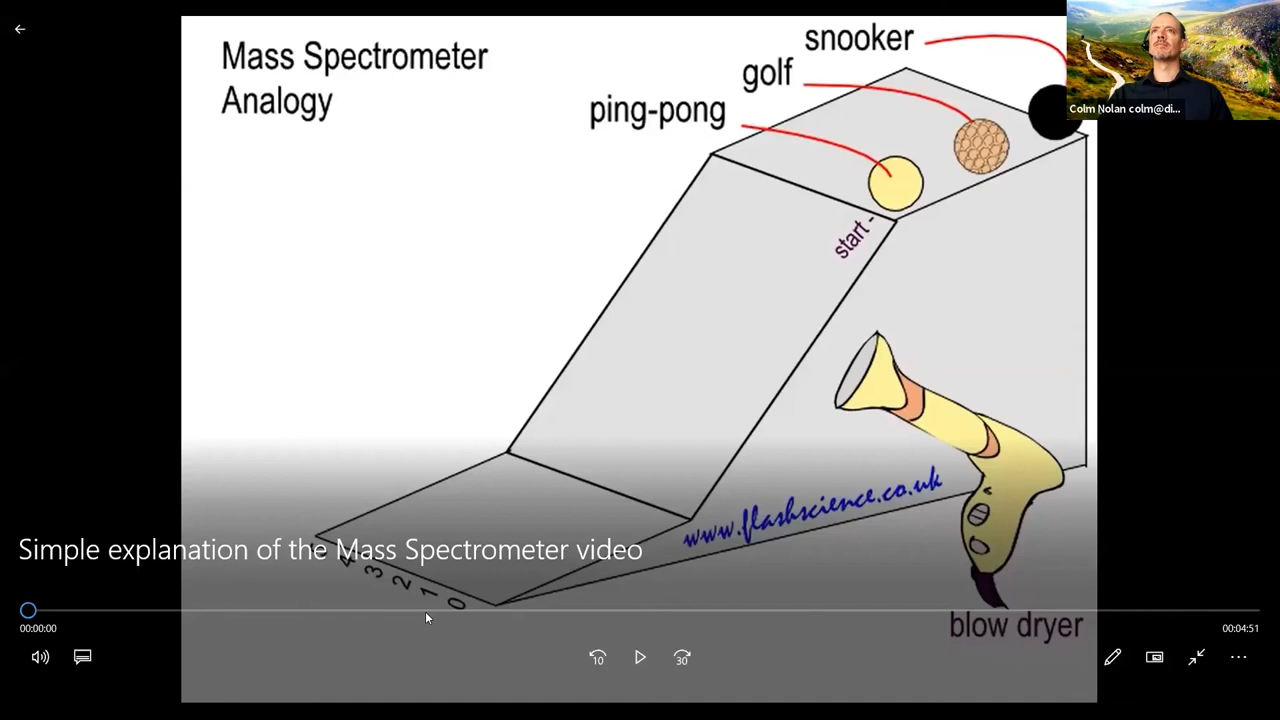 Mass Spectrometer
Analogy
snooker
golf
ping-pong
Colm Nolan colm@di...
start -
www.flashscience.co.uk
Simple explanation of the Mass Spectrometer video
4
3
2
1
0
00:00:00
00:04:51
blow dryer
10
30